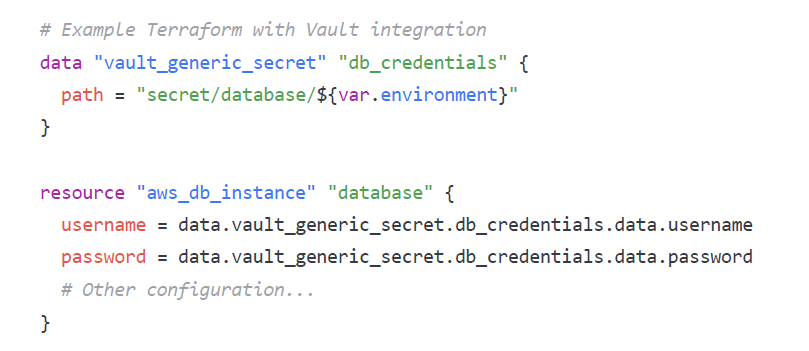 # Example Terraform with Vault integration
data "vault_generic_secret" "db_credentials" {
  path = "secret/database/${var.environment}"
}

resource "aws_db_instance" "database" {
  username = data.vault_generic_secret.db_credentials.data.username
  password = data.vault_generic_secret.db_credentials.data.password
  # Other configuration...
}